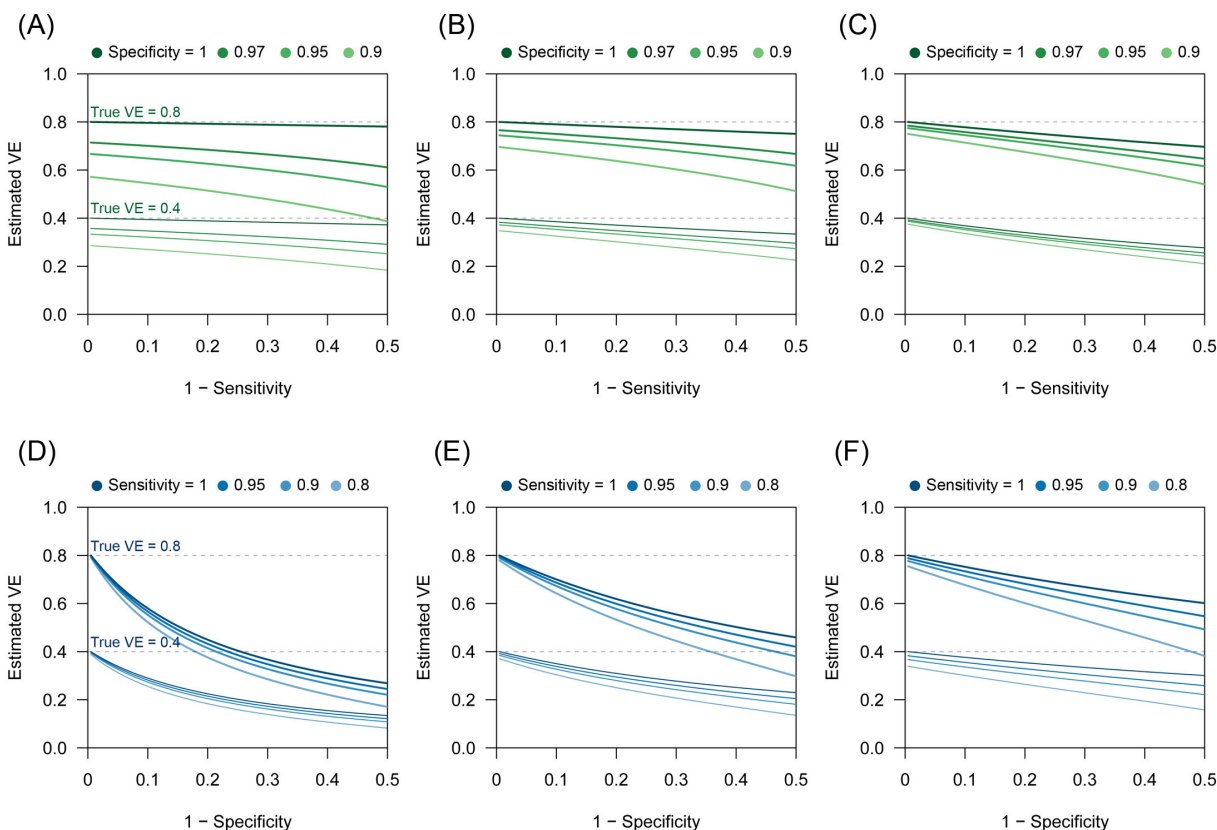 (A)
Specificity = 1 0.97 0.95 0.9
1.0
0.8
0.6
0.4
0.2
0.0
Estimated VE
True VE = 0.8
True VE = 0.4
0 0.1 0.2 0.3 0.4 0.5
1 − Sensitivity
(B)
Specificity = 1 0.97 0.95 0.9
1.0
0.8
0.6
0.4
0.2
0.0
Estimated VE
0 0.1 0.2 0.3 0.4 0.5
1 − Sensitivity
(C)
Specificity = 1 0.97 0.95 0.9
1.0
0.8
0.6
0.4
0.2
0.0
Estimated VE
0 0.1 0.2 0.3 0.4 0.5
1 − Sensitivity
(D)
Sensitivity = 1 0.95 0.9 0.8
1.0
0.8
0.6
0.4
0.2
0.0
Estimated VE
True VE = 0.8
True VE = 0.4
0 0.1 0.2 0.3 0.4 0.5
1 − Specificity
(E)
Sensitivity = 1 0.95 0.9 0.8
1.0
0.8
0.6
0.4
0.2
0.0
Estimated VE
0 0.1 0.2 0.3 0.4 0.5
1 − Specificity
(F)
Sensitivity = 1 0.95 0.9 0.8
1.0
0.8
0.6
0.4
0.2
0.0
Estimated VE
0 0.1 0.2 0.3 0.4 0.5
1 − Specificity